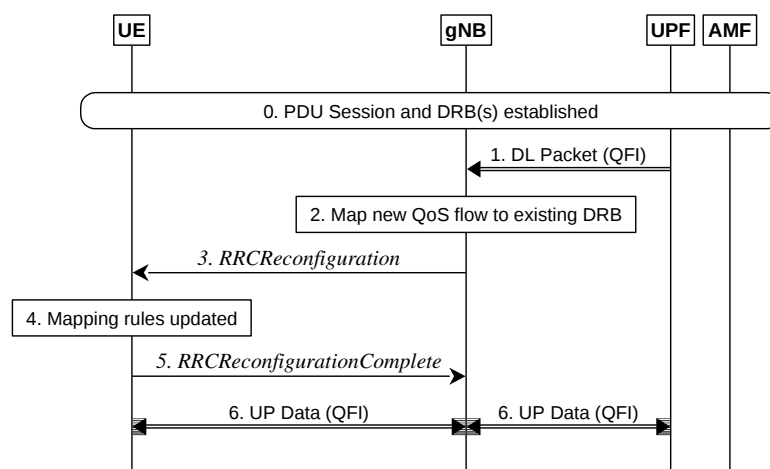 UE gNB UPF AMF
0. PDU Session and DRB(s) established
1. DL Packet (QFI)
2. Map new QoS flow to existing DRB
3. RRCReconfiguration
4. Mapping rules updated
5. RRCReconfigurationComplete
6. UP Data (QFI) 6. UP Data (QFI)